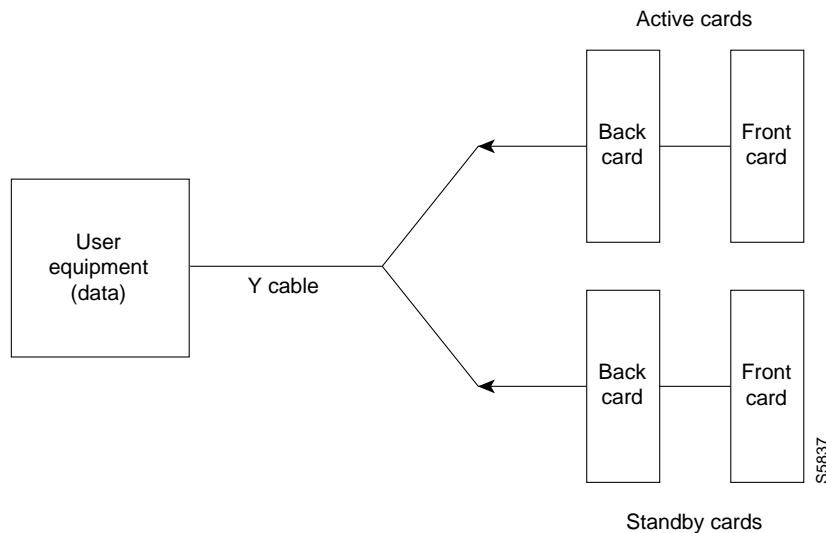 Active cards
Back
card
Front
card
User
equipment
(data)
Y cable
Back
card
Front
card
S5837
Standby cards